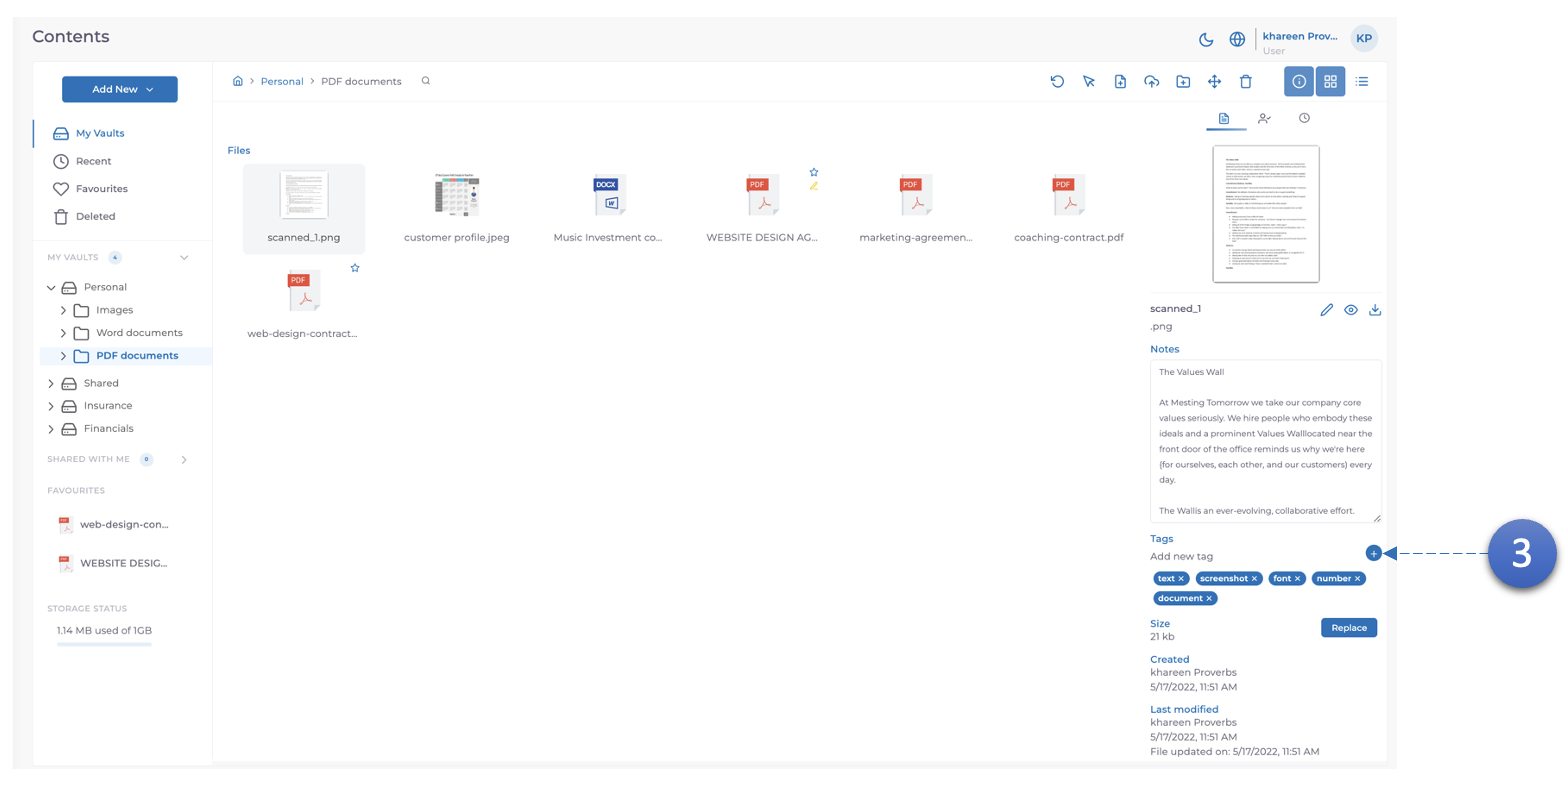 Contents
khareen Prov...
User
KP
Add New
My Vaults
Recent
Favourites
Deleted
MY VAULTS 4
Personal
Images
Word documents
PDF documents
Shared
Insurance
Financials
SHARED WITH ME 0
FAVOURITES
PDF
web-design-con...
PDF
WEBSITE DESIG...
STORAGE STATUS
1.14 MB used of 1GB
> Personal > PDF documents
Files
scanned_1.png
customer profile.jpeg
DOCX
W
Music Investment co...
PDF
WEBSITE DESIGN AG...
PDF
marketing-agreemen...
PDF
coaching-contract.pdf
PDF
web-design-contract...
scanned_1
.png
Notes
The Values Wall
At Mesting Tomorrow we take our company core
values seriously. We hire people who embody these
ideals and a prominent Values Walllocated near the
front door of the office reminds us why we're here
(for ourselves, each other, and our customers) every
day.
The Wallis an ever-evolving, collaborative effort.
Tags
Add new tag
+
3
text × screenshot × font × number ×
document ×
Size
21 kb
Replace
Created
khareen Proverbs
5/17/2022, 11:51 AM
Last modified
khareen Proverbs
5/17/2022, 11:51 AM
File updated on: 5/17/2022, 11:51 AM